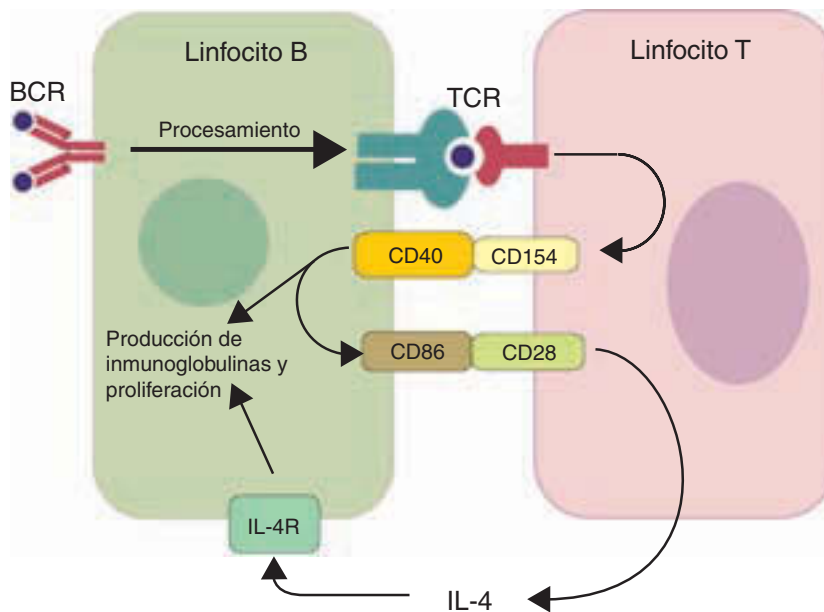 Linfocito B
Linfocito T
BCR
TCR
Procesamiento
CD40
CD154
Producción de
inmunoglobulinas y
proliferación
CD86
CD28
IL-4R
IL-4